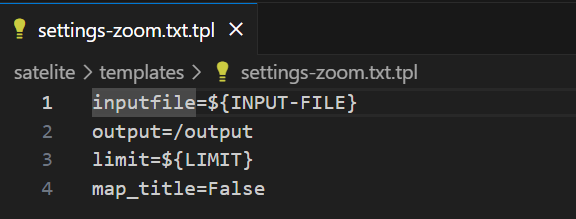 settings-zoom.txt.tpl
satelite > templates > settings-zoom.txt.tpl
1 inputfile=${INPUT-FILE}
2 output=/output
3 limit=${LIMIT}
4 map_title=False